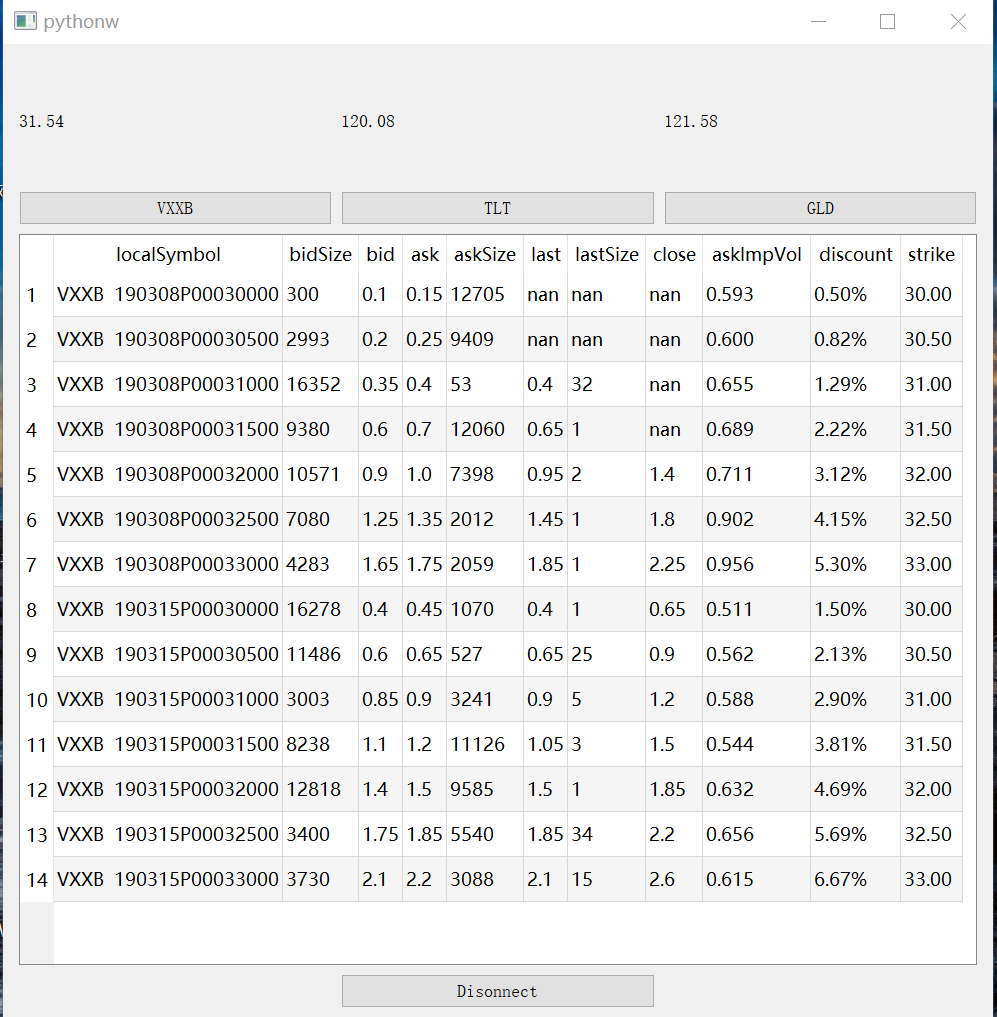 pythonw
31.54 120.08 121.58
VXXB TLT GLD
localSymbol bidSize bid ask askSize last lastSize close askImpVol discount strike
1 VXXB 190308P00030000 300 0.1 0.15 12705 nan nan nan 0.593 0.50% 30.00
2 VXXB 190308P00030500 2993 0.2 0.25 9409 nan nan nan 0.600 0.82% 30.50
3 VXXB 190308P00031000 16352 0.35 0.4 53 0.4 32 nan 0.655 1.29% 31.00
4 VXXB 190308P00031500 9380 0.6 0.7 12060 0.65 1 nan 0.689 2.22% 31.50
5 VXXB 190308P00032000 10571 0.9 1.0 7398 0.95 2 1.4 0.711 3.12% 32.00
6 VXXB 190308P00032500 7080 1.25 1.35 2012 1.45 1 1.8 0.902 4.15% 32.50
7 VXXB 190308P00033000 4283 1.65 1.75 2059 1.85 1 2.25 0.956 5.30% 33.00
8 VXXB 190315P00030000 16278 0.4 0.45 1070 0.4 1 0.65 0.511 1.50% 30.00
9 VXXB 190315P00030500 11486 0.6 0.65 527 0.65 25 0.9 0.562 2.13% 30.50
10 VXXB 190315P00031000 3003 0.85 0.9 3241 0.9 5 1.2 0.588 2.90% 31.00
11 VXXB 190315P00031500 8238 1.1 1.2 11126 1.05 3 1.5 0.544 3.81% 31.50
12 VXXB 190315P00032000 12818 1.4 1.5 9585 1.5 1 1.85 0.632 4.69% 32.00
13 VXXB 190315P00032500 3400 1.75 1.85 5540 1.85 34 2.2 0.656 5.69% 32.50
14 VXXB 190315P00033000 3730 2.1 2.2 3088 2.1 15 2.6 0.615 6.67% 33.00
Disonnect